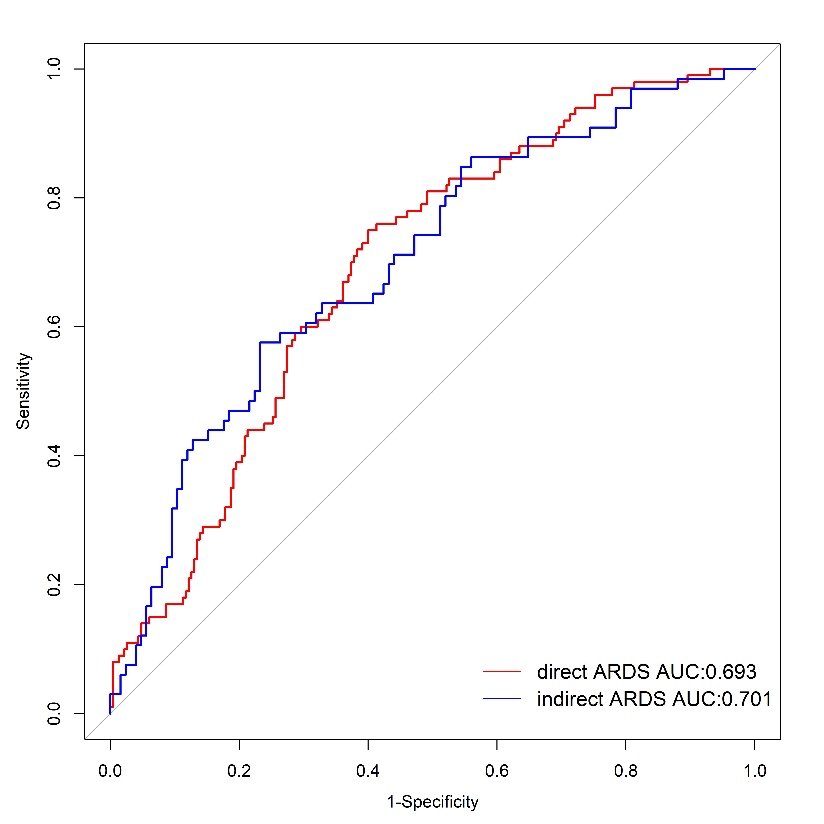 1.0
0.8
0.6
0.4
0.2
0.0
Sensitivity
direct ARDS AUC:0.693
indirect ARDS AUC:0.701
0.0 0.2 0.4 0.6 0.8 1.0
1-Specificity